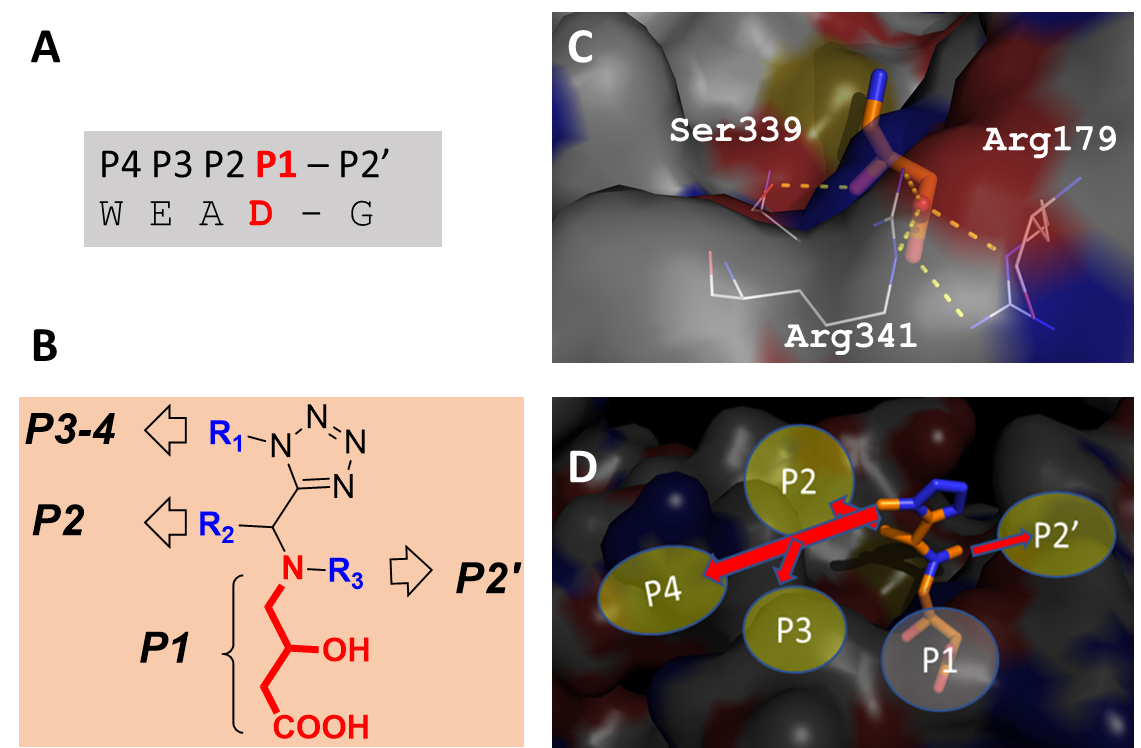 A
P4 P3 P2 P1 – P2’
W E A D – G
B
P3-4
R1
N
N
N
N
P2
R2
N
R3
P2'
P1
OH
COOH
C
Ser339
Arg179
Arg341
D
P2
P2’
P4
P3
P1